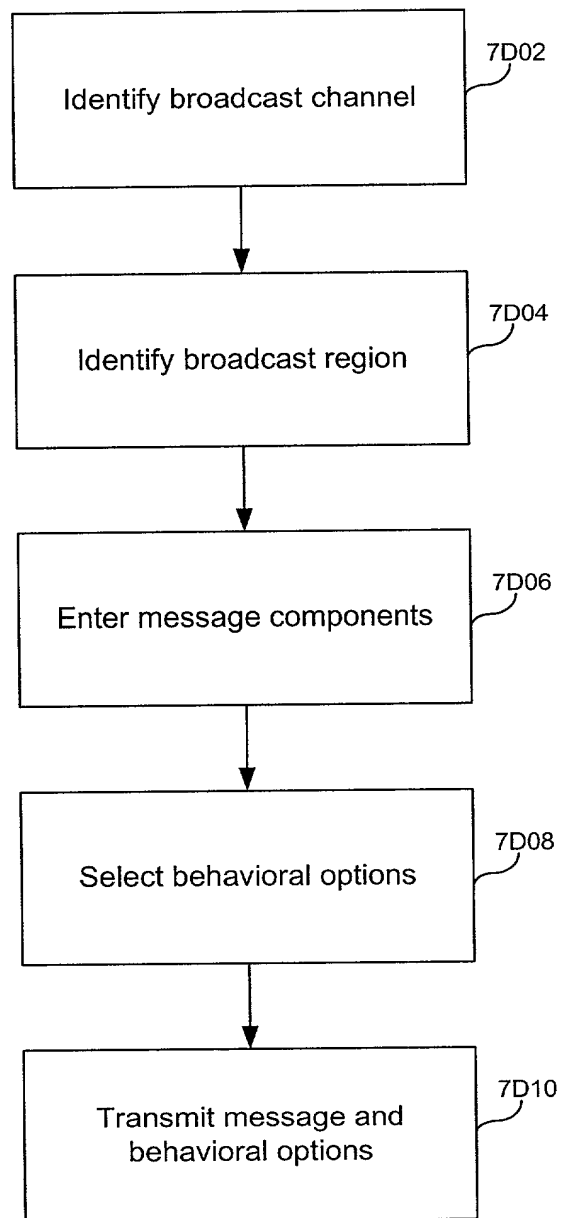 7D02
Identify broadcast channel
7D04
Identify broadcast region
7D06
Enter message components
7D08
Select behavioral options
7D10
Transmit message and
behavioral options